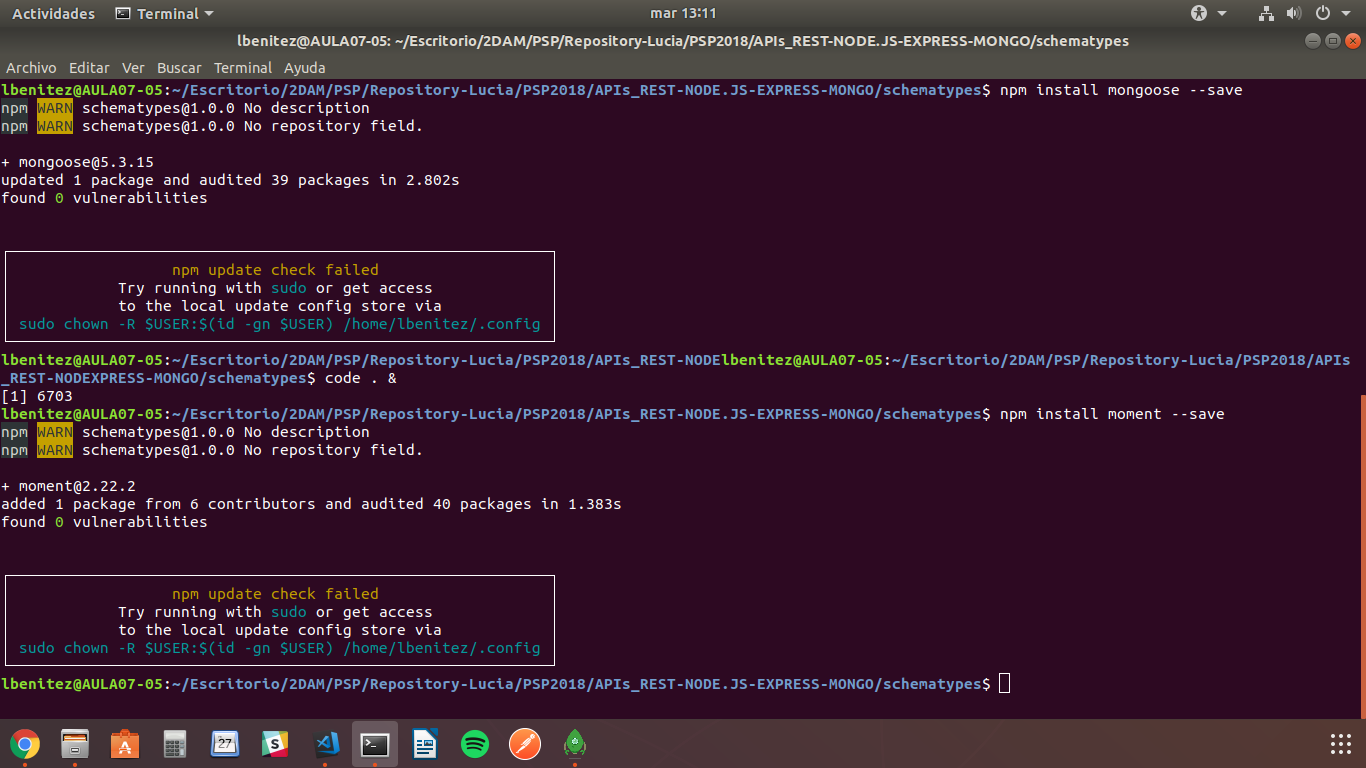 Actividades Terminal mar 13:11
lbenitez@AULA07-05: ~/Escritorio/2DAM/PSP/Repository-Lucia/PSP2018/APIs_REST-NODE.JS-EXPRESS-MONGO/schematypes
Archivo Editar Ver Buscar Terminal Ayuda
lbenitez@AULA07-05:~/Escritorio/2DAM/PSP/Repository-Lucia/PSP2018/APIs_REST-NODE.JS-EXPRESS-MONGO/schematypes$ npm install mongoose --save
npm WARN schematypes@1.0.0 No description
npm WARN schematypes@1.0.0 No repository field.
+ mongoose@5.3.15
updated 1 package and audited 39 packages in 2.802s
found 0 vulnerabilities
npm update check failed
Try running with sudo or get access
to the local update config store via
sudo chown -R $USER:$(id -gn $USER) /home/lbenitez/.config
lbenitez@AULA07-05:~/Escritorio/2DAM/PSP/Repository-Lucia/PSP2018/APIs_REST-NODElbenitez@AULA07-05:~/Escritorio/2DAM/PSP/Repository-Lucia/PSP2018/APIs
_REST-NODEXPRESS-MONGO/schematypes$ code . &
[1] 6703
lbenitez@AULA07-05:~/Escritorio/2DAM/PSP/Repository-Lucia/PSP2018/APIs_REST-NODE.JS-EXPRESS-MONGO/schematypes$ npm install moment --save
npm WARN schematypes@1.0.0 No description
npm WARN schematypes@1.0.0 No repository field.
+ moment@2.22.2
added 1 package from 6 contributors and audited 40 packages in 1.383s
found 0 vulnerabilities
npm update check failed
Try running with sudo or get access
to the local update config store via
sudo chown -R $USER:$(id -gn $USER) /home/lbenitez/.config
lbenitez@AULA07-05:~/Escritorio/2DAM/PSP/Repository-Lucia/PSP2018/APIs_REST-NODE.JS-EXPRESS-MONGO/schematypes$
27